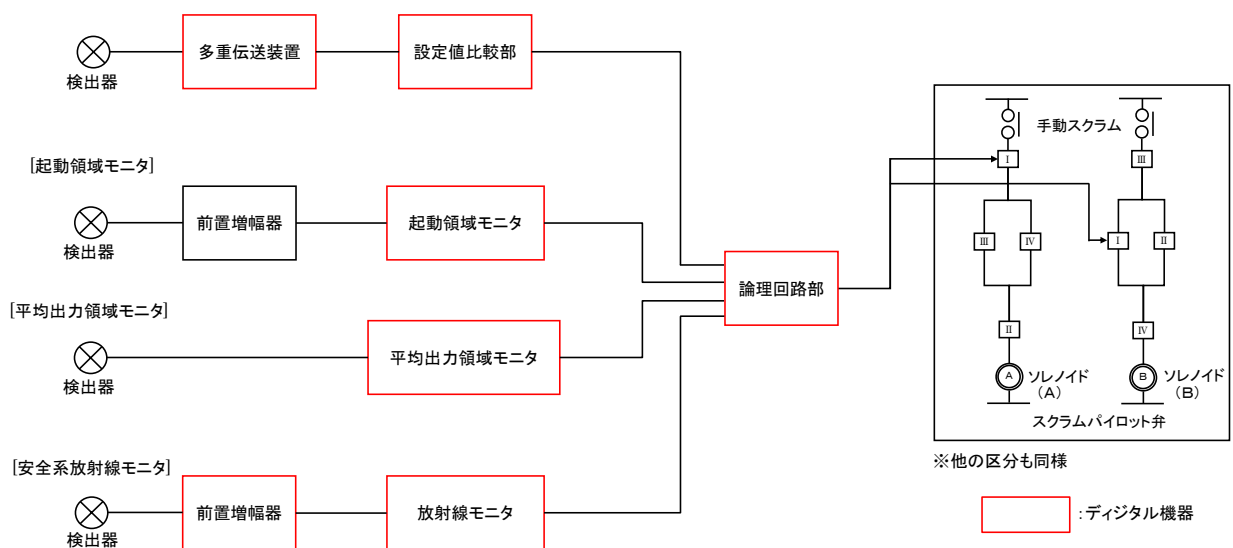 多重伝送装置
設定値比較部
検出器
手動スクラム
Ⅰ
Ⅲ
[起動領域モニタ]
前置増幅器
起動領域モニタ
検出器
Ⅲ
Ⅳ
Ⅰ
Ⅱ
論理回路部
[平均出力領域モニタ]
平均出力領域モニタ
検出器
Ⅱ
Ⅳ
A
ソレノイド
(A)
B
ソレノイド
(B)
スクラムパイロット弁
※他の区分も同様
[安全系放射線モニタ]
前置増幅器
放射線モニタ
検出器
:ディジタル機器